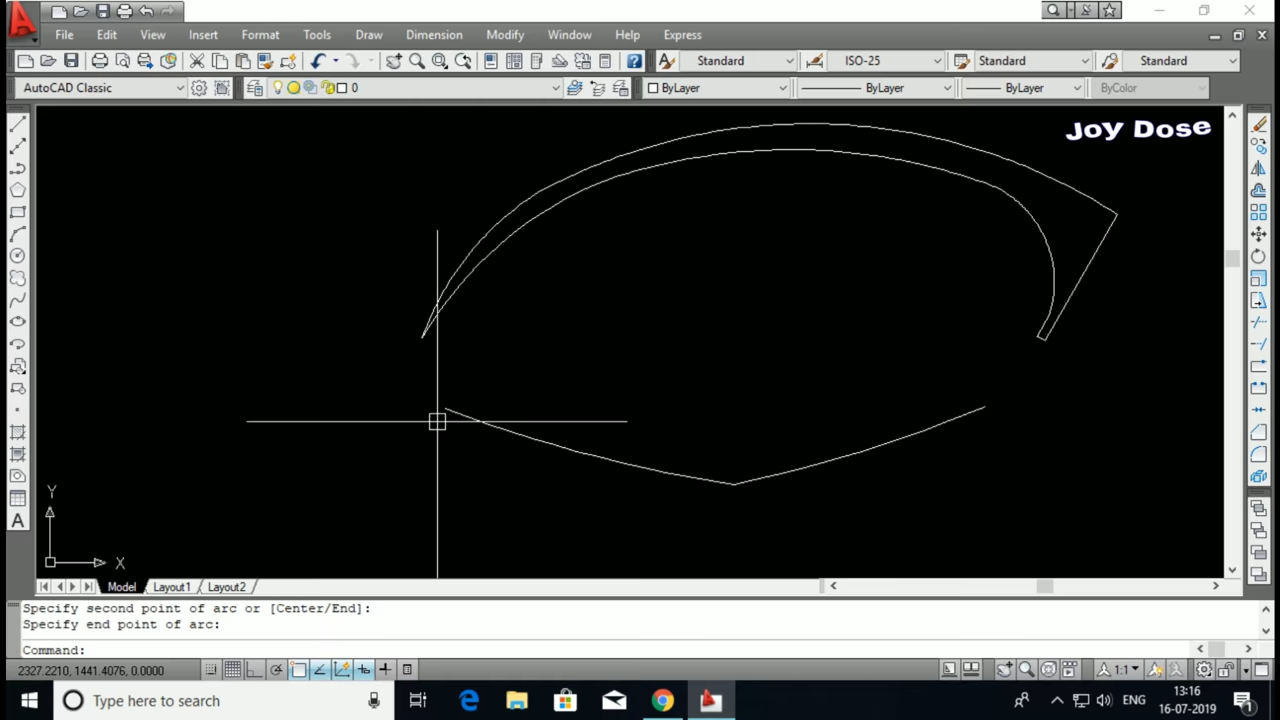 File Edit View Insert Format Tools Draw Dimension Modify Window Help Express
Standard ISO-25 Standard Standard
AutoCAD Classic 0 ByLayer ByLayer ByLayer ByColor
Joy Dose
Y
X
Model Layout1 Layout2
Specify second point of arc or [Center/End]:
Specify end point of arc:
Command:
2327.2210, 1441.4076, 0.0000 1:1
Type here to search ENG 13:16
16-07-2019 1